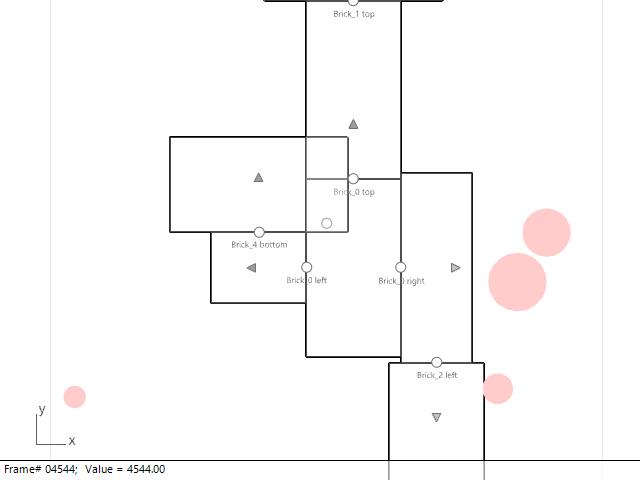 Brick_1 top
Brick_0 top
Brick_4 bottom
Brick_0 left
Brick_0 right
Brick_2 left
y
x
Frame# 04544; Value = 4544.00